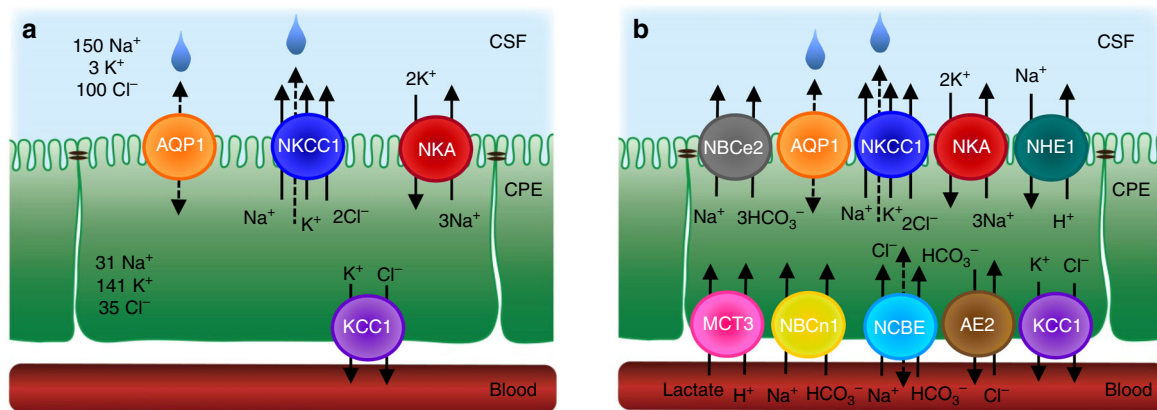 a
150 Na⁺
3 K⁺
100 Cl⁻
CSF
2K⁺
AQP1
NKCC1
NKA
CPE
Na⁺
K⁺
2Cl⁻
3Na⁺
31 Na⁺
141 K⁺
35 Cl⁻
K⁺
Cl⁻
KCC1
Blood
b
CSF
2K⁺
Na⁺
NBCe2
AQP1
NKCC1
NKA
NHE1
CPE
Na⁺
3HCO₃⁻
Na⁺
K⁺
2Cl⁻
3Na⁺
H⁺
Cl⁻
HCO₃⁻
K⁺
Cl⁻
MCT3
NBCn1
NCBE
AE2
KCC1
Lactate
H⁺
Na⁺
HCO₃⁻
Na⁺
HCO₃⁻
Cl⁻
Blood